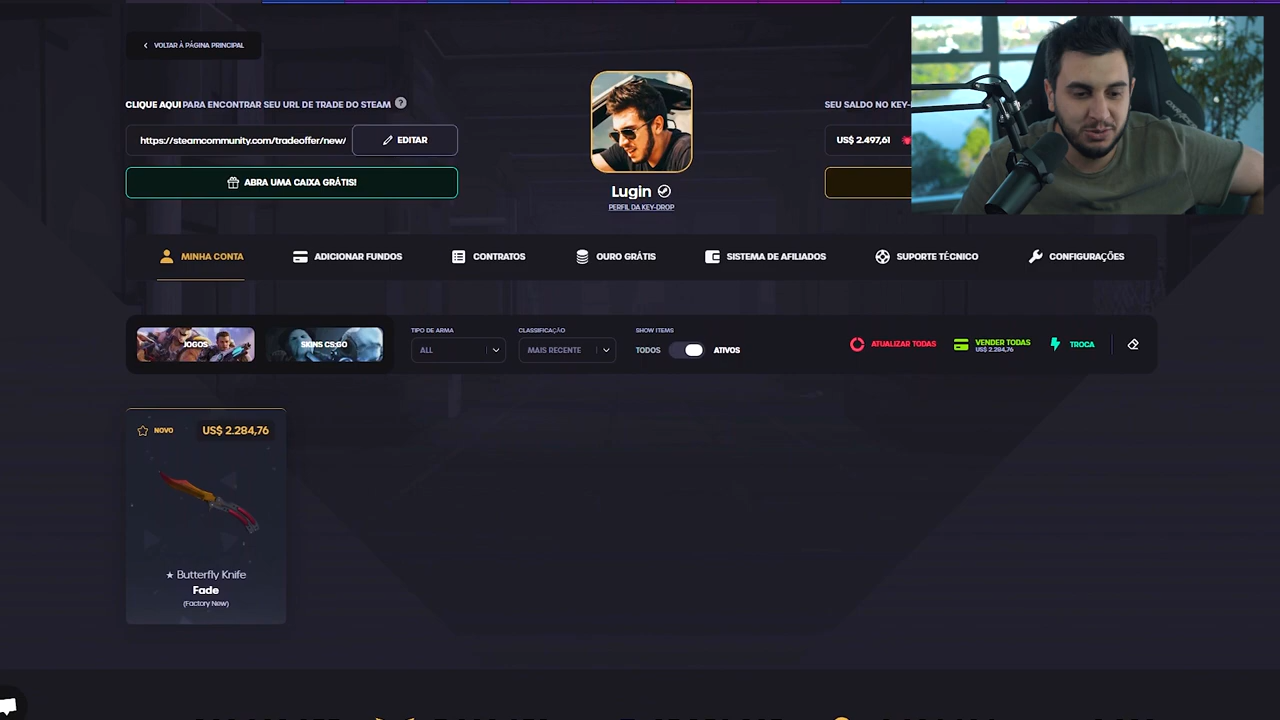 VOLTAR À PÁGINA PRINCIPAL
CLIQUE AQUI PARA ENCONTRAR SEU URL DE TRADE DO STEAM ?
https://steamcommunity.com/tradeoffer/new/
EDITAR
ABRA UMA CAIXA GRÁTIS!
Lugin
PERFIL DA KEY-DROP
SEU SALDO NO KEY-
US$ 2.497,61
MINHA CONTA
ADICIONAR FUNDOS
CONTRATOS
OURO GRÁTIS
SISTEMA DE AFILIADOS
SUPORTE TÉCNICO
CONFIGURAÇÕES
JOGOS
SKINS CS:GO
TIPO DE ARMA
ALL
CLASSIFICAÇÃO
MAIS RECENTE
SHOW ITEMS
TODOS
ATIVOS
ATUALIZAR TODAS
VENDER TODAS
US$ 2.284,76
TROCA
NOVO
US$ 2.284,76
★ Butterfly Knife
Fade
(Factory New)